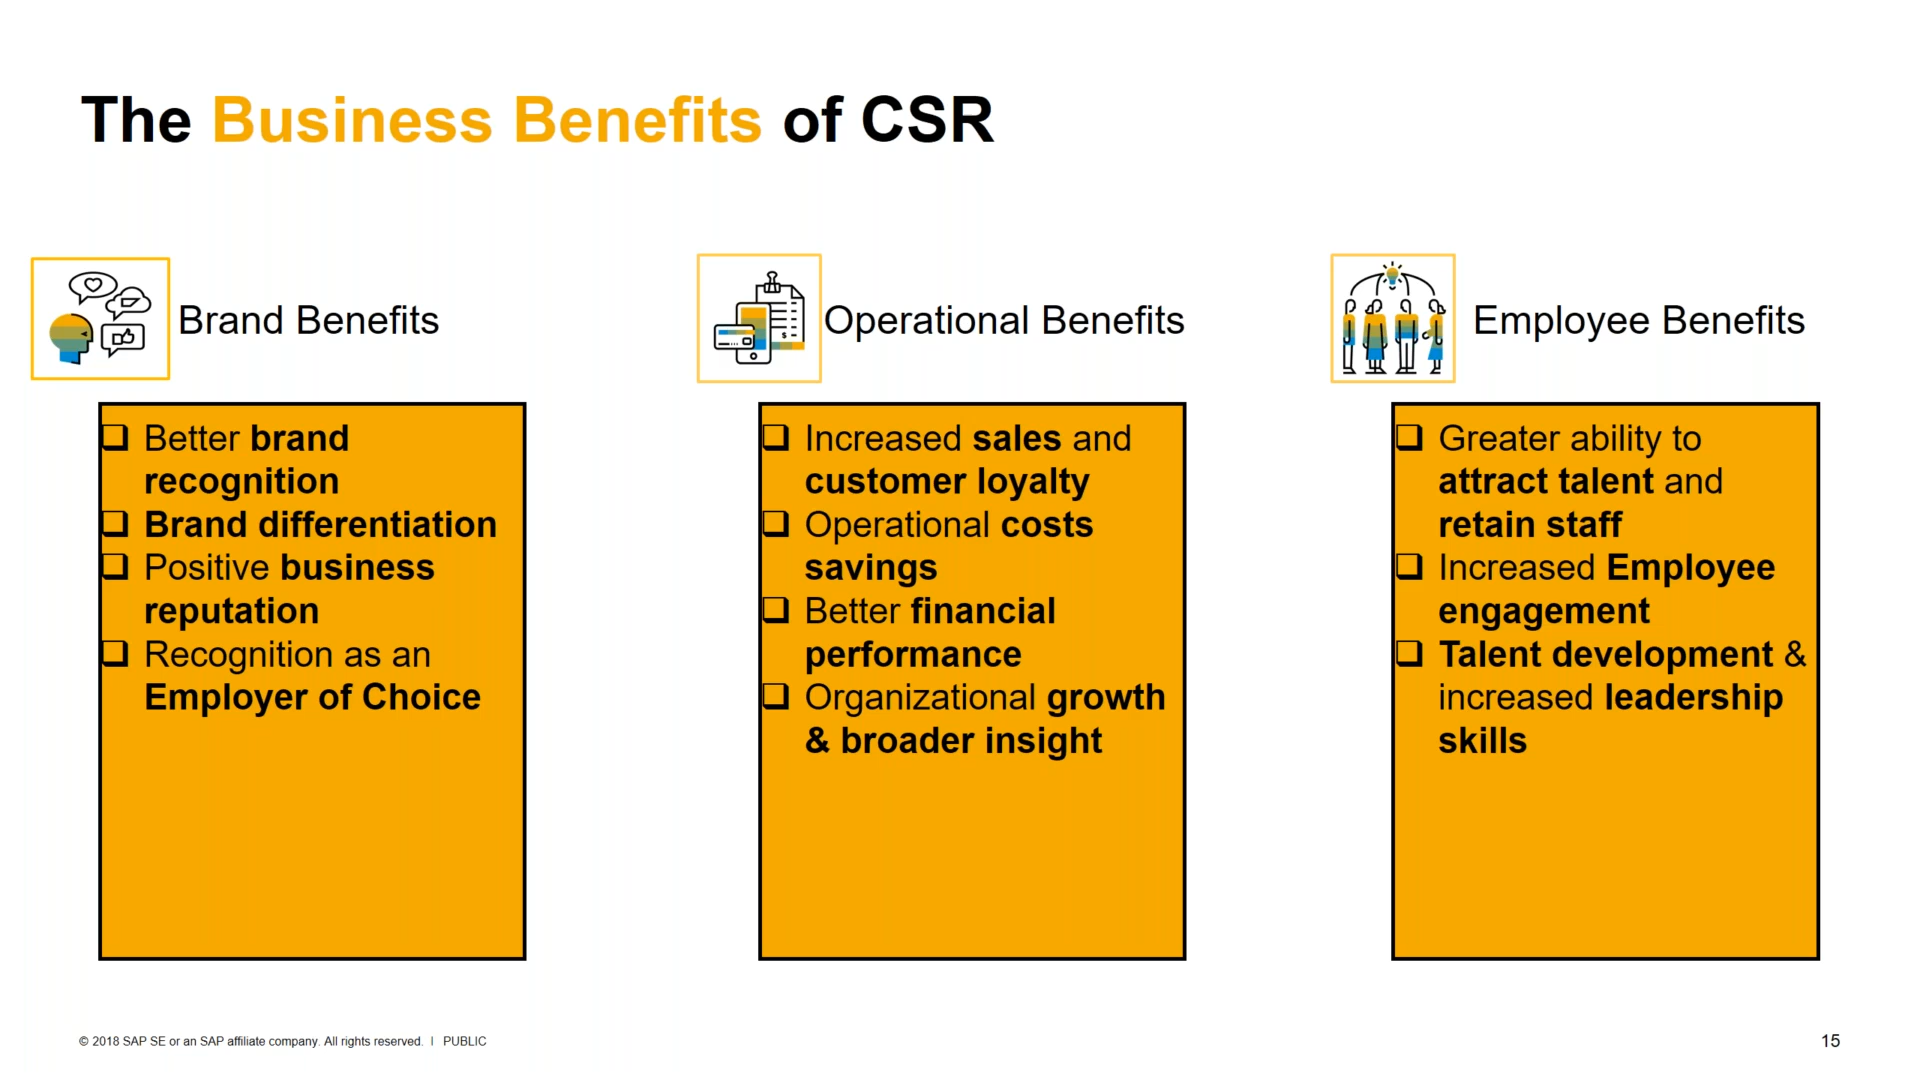 The Business Benefits of CSR
Brand Benefits
Better brand
recognition
Brand differentiation
Positive business
reputation
Recognition as an
Employer of Choice
Operational Benefits
Increased sales and
customer loyalty
Operational costs
savings
Better financial
performance
Organizational growth
& broader insight
Employee Benefits
Greater ability to
attract talent and
retain staff
Increased Employee
engagement
Talent development &
increased leadership
skills
© 2018 SAP SE or an SAP affiliate company. All rights reserved. | PUBLIC
15